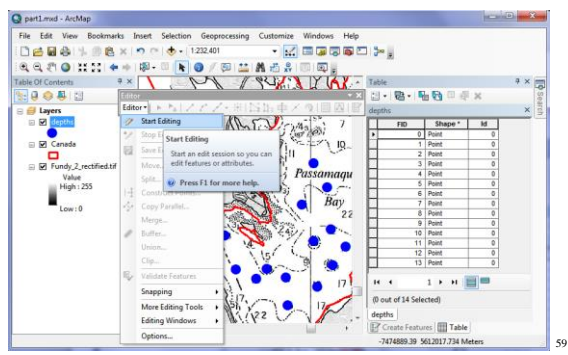 part1.mxd - ArcMap
File Edit View Bookmarks Insert Selection Geoprocessing Customize Windows Help
1:232,401
Table Of Contents
Layers
depths
Canada
Fundy_2_rectified.tif
Value
High : 255
Low : 0
Editor
Editor
Start Editing
Save
Move...
Split...
Copy Parallel...
Merge...
Buffer...
Union...
Clip...
Validate Features
Snapping
More Editing Tools
Editing Windows
Options...
Start Editing
Start an edit session so you can
edit features or attributes.
Press F1 for more help.
Passamaqu
Bay
7
10
22
17
17
22
Table
depths
FID Shape * Id
0 Point 0
1 Point 0
2 Point 0
3 Point 0
4 Point 0
5 Point 0
6 Point 0
7 Point 0
8 Point 0
9 Point 0
10 Point 0
11 Point 0
12 Point 0
13 Point 0
1
(0 out of 14 Selected)
depths
Create Features Table
Search
-7474889.39 5612017.734 Meters
59